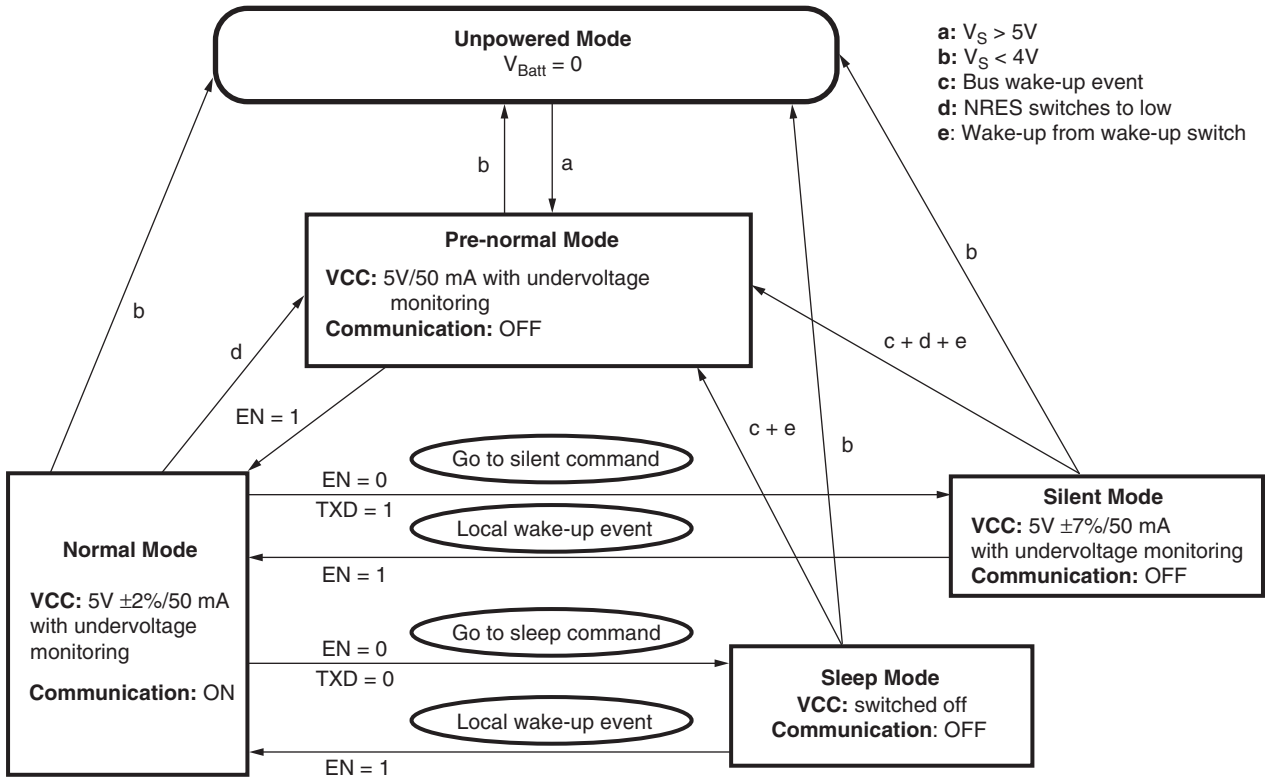 Unpowered Mode
V_Batt = 0
a: V_S > 5V
b: V_S < 4V
c: Bus wake-up event
d: NRES switches to low
e: Wake-up from wake-up switch
b
a
Pre-normal Mode
VCC: 5V/50 mA with undervoltage
monitoring
Communication: OFF
b
d
b
c + d + e
EN = 1
c + e
b
Go to silent command
EN = 0
TXD = 1
Local wake-up event
EN = 1
Silent Mode
VCC: 5V ±7%/50 mA
with undervoltage monitoring
Communication: OFF
Normal Mode
VCC: 5V ±2%/50 mA
with undervoltage
monitoring
Communication: ON
Go to sleep command
EN = 0
TXD = 0
Local wake-up event
EN = 1
Sleep Mode
VCC: switched off
Communication: OFF